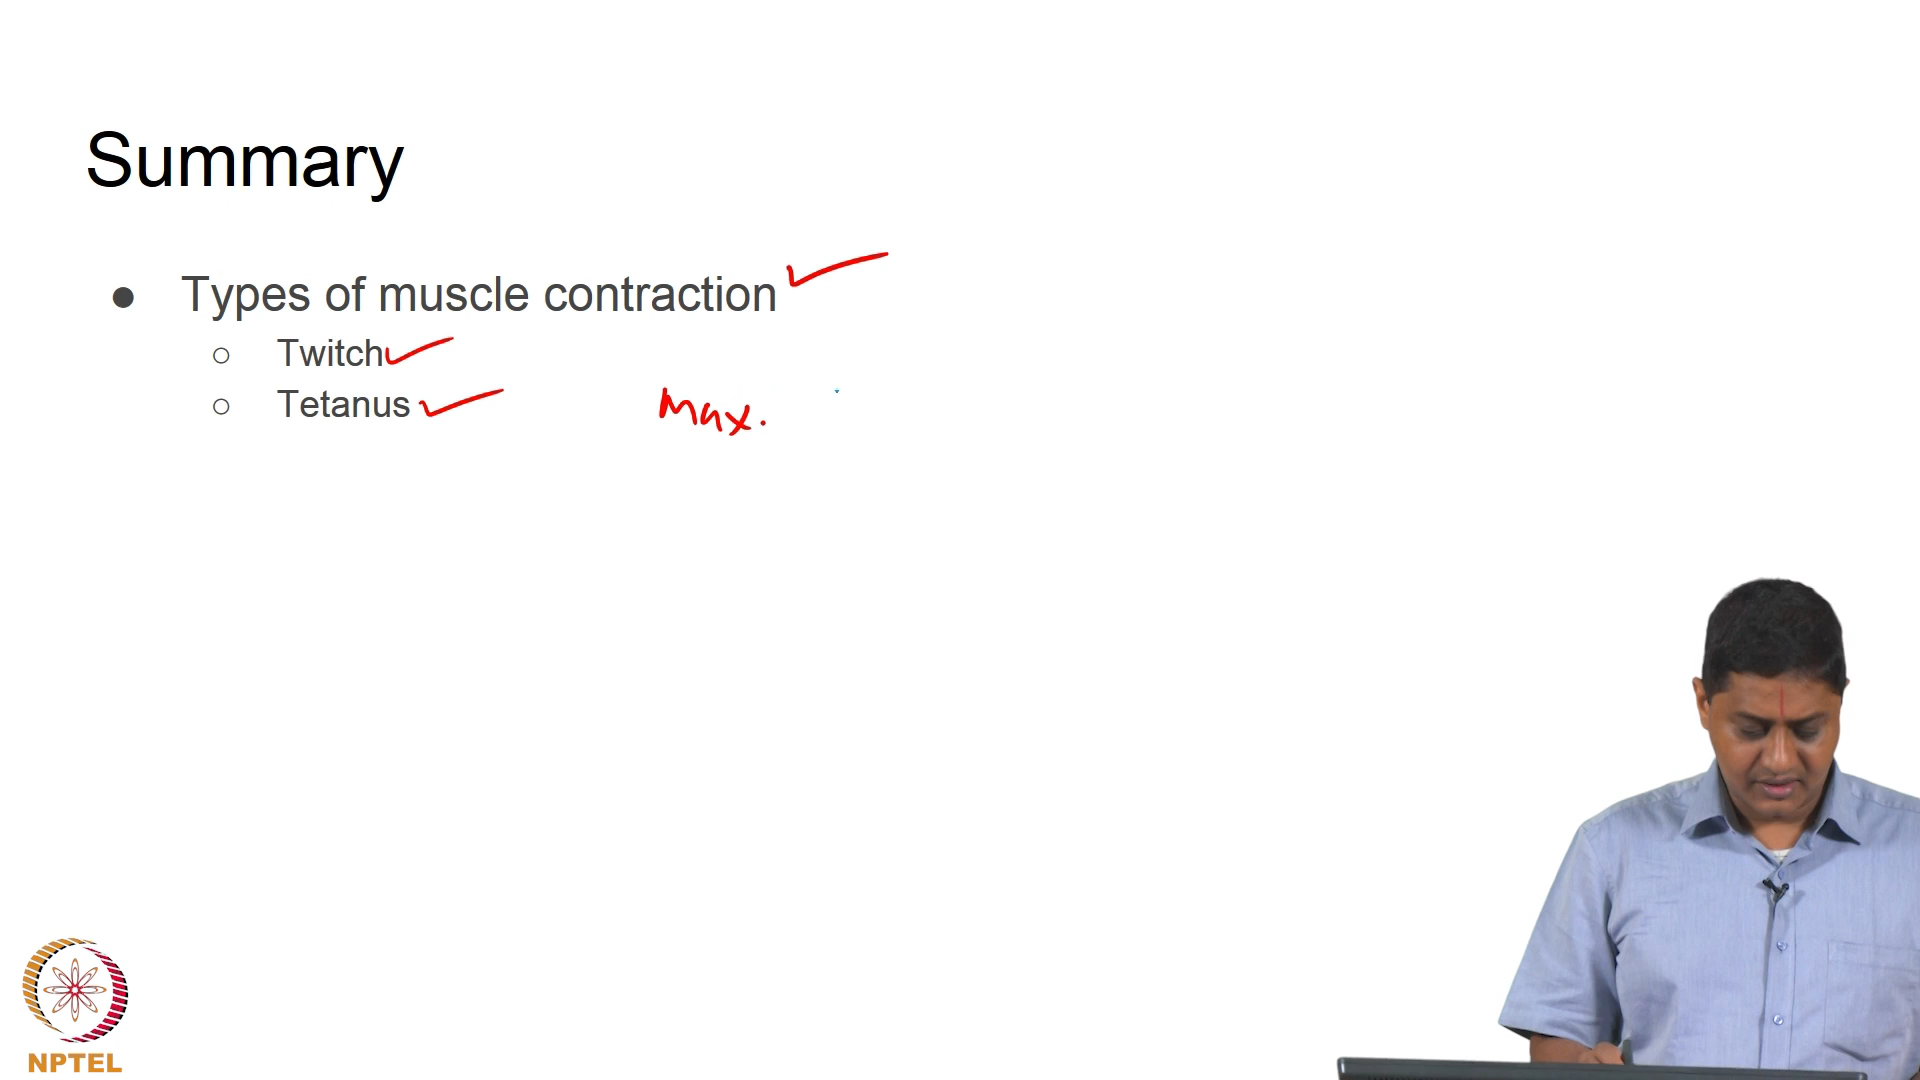 Summary
● Types of muscle contraction
○ Twitch
○ Tetanus
Max.
NPTEL